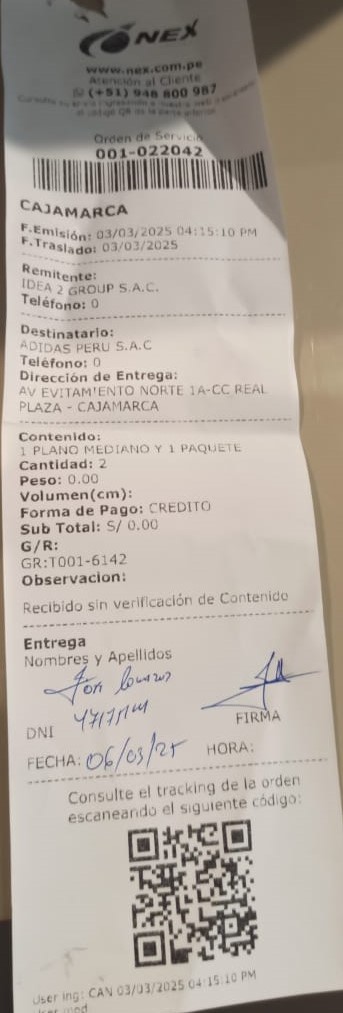 NEX
www.nex.com.pe
Atención al Cliente
(+51) 948 800 987
Orden de Servicio
001-022042
CAJAMARCA
F.Emisión: 03/03/2025 04:15:10 PM
F.Traslado: 03/03/2025
Remitente:
IDEA 2 GROUP S.A.C.
Teléfono: 0
Destinatario:
ADIDAS PERU S.A.C
Teléfono: 0
Dirección de Entrega:
AV EVITAMIENTO NORTE 1A-CC REAL
PLAZA - CAJAMARCA
Contenido:
1 PLANO MEDIANO Y 1 PAQUETE
Cantidad: 2
Peso: 0.00
Volumen(cm):
Forma de Pago: CREDITO
Sub Total: S/ 0.00
G/R:
GR:T001-6142
Observacion:
Recibido sin verificación de Contenido
Entrega
Nombres y Apellidos
DNI
FIRMA
FECHA: 06/03/25 HORA:
Consulte el tracking de la orden
escaneando el siguiente código:
User ing: CAN 03/03/2025 04:15:10 PM
User mod